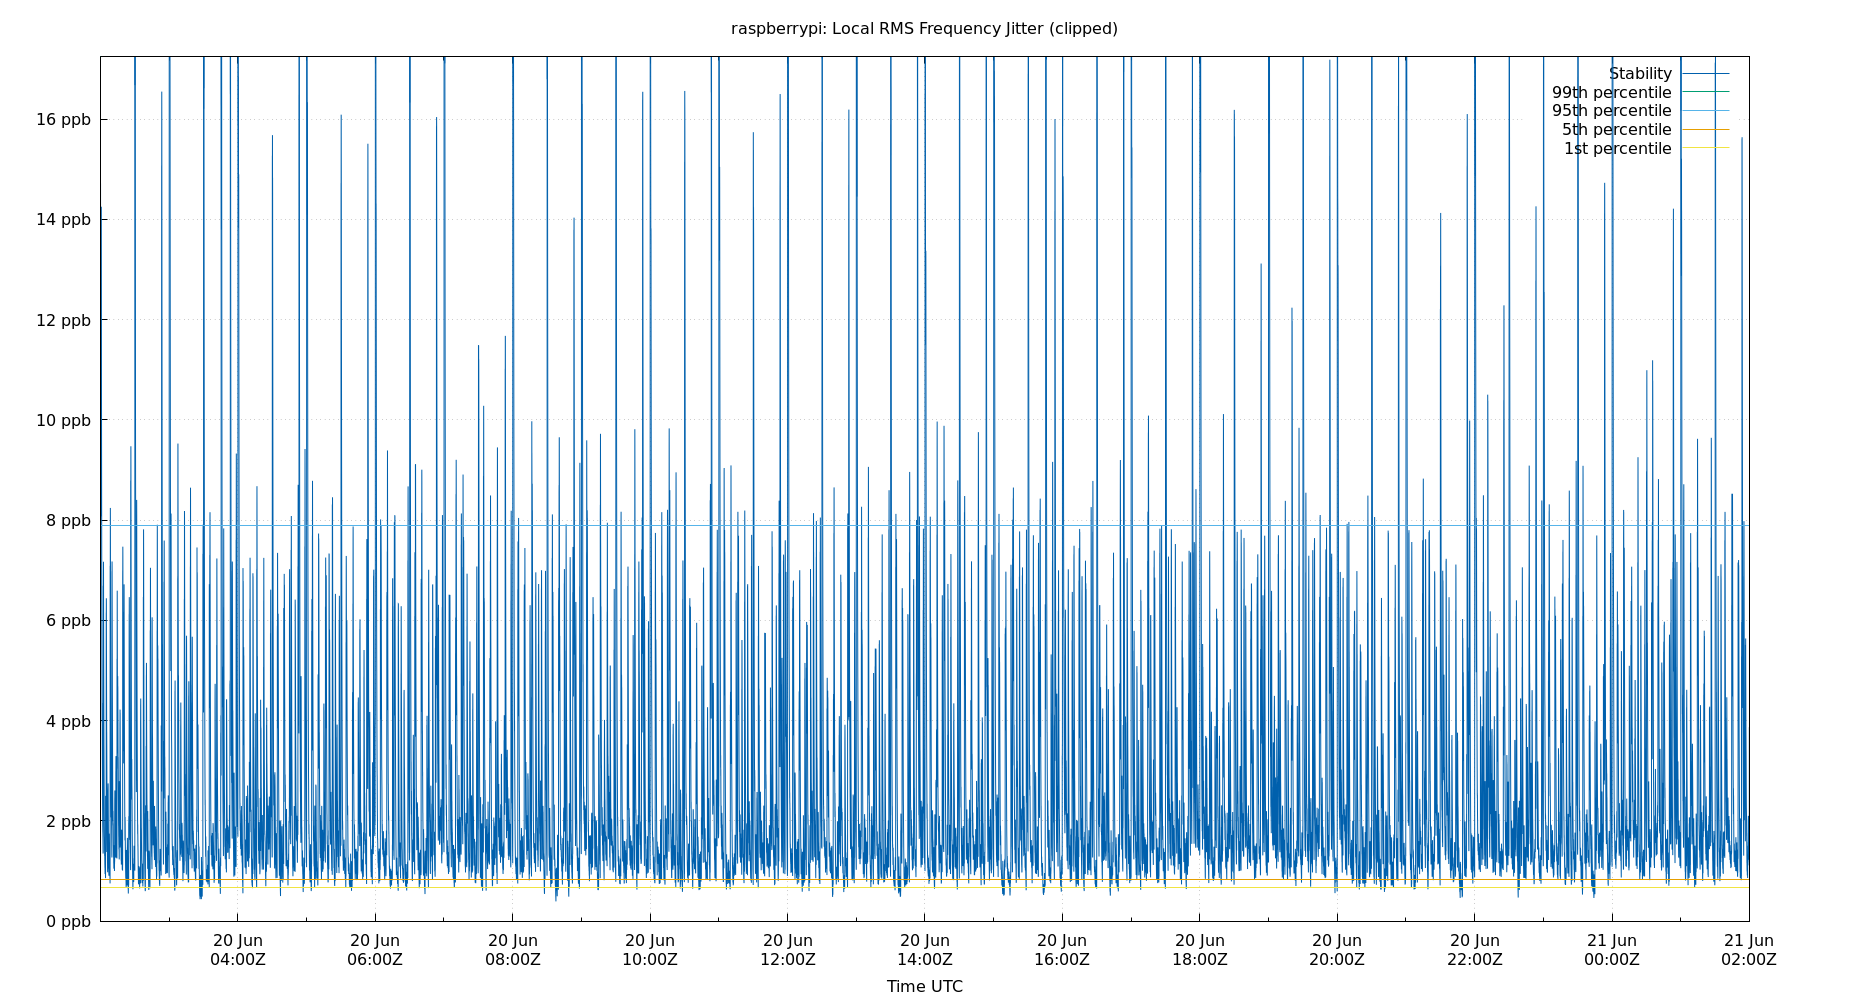 raspberrypi: Local RMS Frequency Jitter (clipped)
Stability
99th percentile
95th percentile
5th percentile
1st percentile
16 ppb
14 ppb
12 ppb
10 ppb
8 ppb
6 ppb
4 ppb
2 ppb
0 ppb
20 Jun 20 Jun 20 Jun 20 Jun 20 Jun 20 Jun 20 Jun 20 Jun 20 Jun 20 Jun 21 Jun 21 Jun
04:00Z 06:00Z 08:00Z 10:00Z 12:00Z 14:00Z 16:00Z 18:00Z 20:00Z 22:00Z 00:00Z 02:00Z
Time UTC